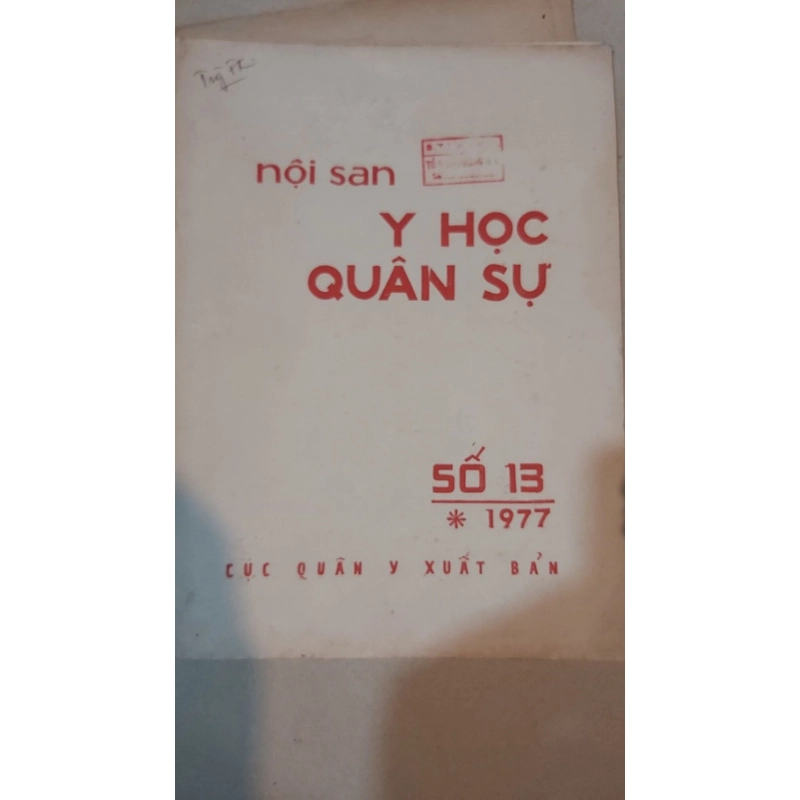 nội san
Y HỌC
QUÂN SỰ
SỐ 13
* 1977
CỤC QUÂN Y XUẤT BẢN